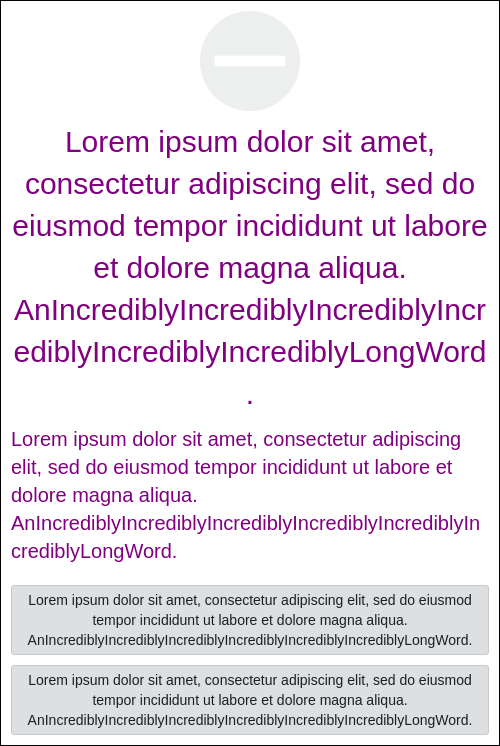 Lorem ipsum dolor sit amet,
consectetur adipiscing elit, sed do
eiusmod tempor incididunt ut labore
et dolore magna aliqua.
AnIncrediblyIncrediblyIncrediblyIncr
ediblyIncrediblyIncrediblyLongWord
.
Lorem ipsum dolor sit amet, consectetur adipiscing
elit, sed do eiusmod tempor incididunt ut labore et
dolore magna aliqua.
AnIncrediblyIncrediblyIncrediblyIncrediblyIncrediblyIn
crediblyLongWord.
Lorem ipsum dolor sit amet, consectetur adipiscing elit, sed do eiusmod
tempor incididunt ut labore et dolore magna aliqua.
AnIncrediblyIncrediblyIncrediblyIncrediblyIncrediblyIncrediblyLongWord.
Lorem ipsum dolor sit amet, consectetur adipiscing elit, sed do eiusmod
tempor incididunt ut labore et dolore magna aliqua.
AnIncrediblyIncrediblyIncrediblyIncrediblyIncrediblyIncrediblyLongWord.